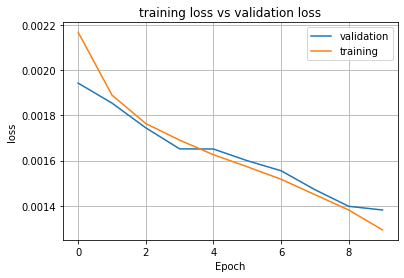 training loss vs validation loss
validation
training
0.0022
0.0020
0.0018
0.0016
0.0014
loss
0 2 4 6 8
Epoch